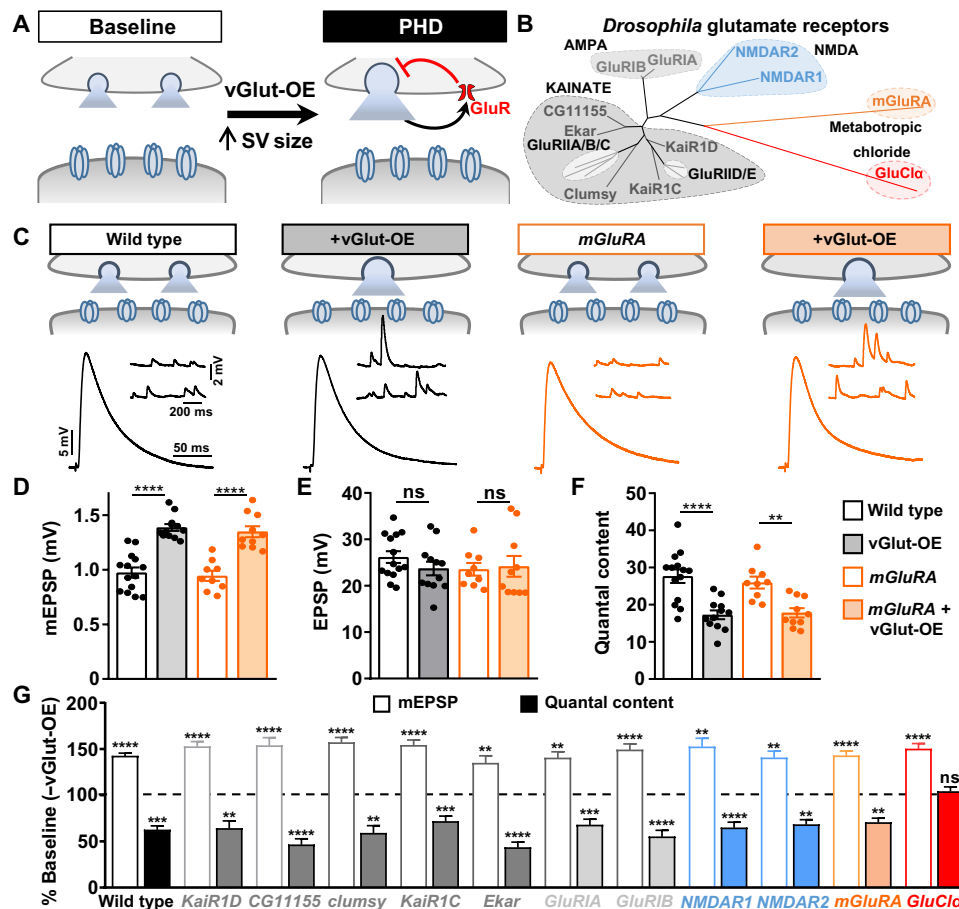 A
Baseline
PHD
vGlut-OE
↑ SV size
GluR
B
Drosophila glutamate receptors
AMPA
GluRIB
GluRIA
NMDAR2
NMDA
NMDAR1
KAINATE
CG11155
Ekar
GluRIIA/B/C
KaiR1D
GluRIID/E
Clumsy
KaiR1C
mGluRA
Metabotropic
chloride
GluClα
C
Wild type
+vGlut-OE
mGluRA
+vGlut-OE
2 mV
200 ms
5 mV
50 ms
D
mEPSP (mV)
1.5
1.0
0.5
0
**** ****
E
EPSP (mV)
40
30
20
10
0
ns ns
F
Quantal content
50
40
30
20
10
0
**** **
Wild type
vGlut-OE
mGluRA
mGluRA +
vGlut-OE
G
% Baseline (−vGlut-OE)
200
150
100
50
0
mEPSP
Quantal content
**** **** **** **** **** ** ** **** ** ** **** ****
*** ** **** ** *** **** *** **** **** ** ** ns
Wild type KaiR1D CG11155 clumsy KaiR1C Ekar GluRIA GluRIB NMDAR1 NMDAR2 mGluRA GluClα